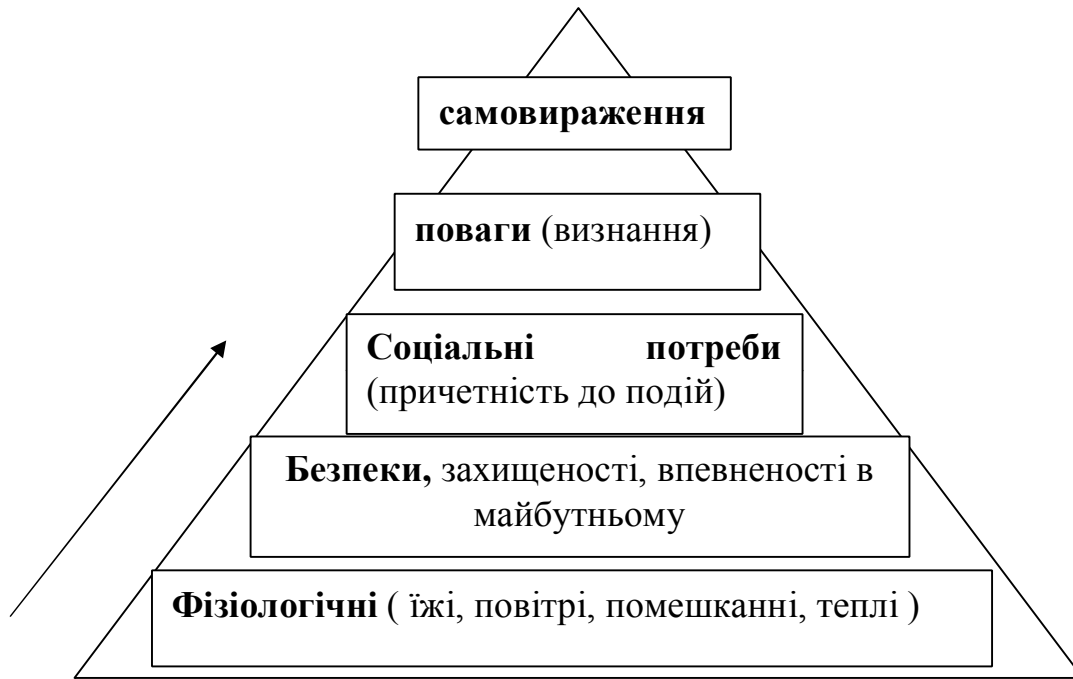 самовираження
поваги (визнання)
Соціальні потреби
(причетність до подій)
Безпеки, захищеності, впевненості в
майбутньому
Фізіологічні ( їжі, повітрі, помешканні, теплі )